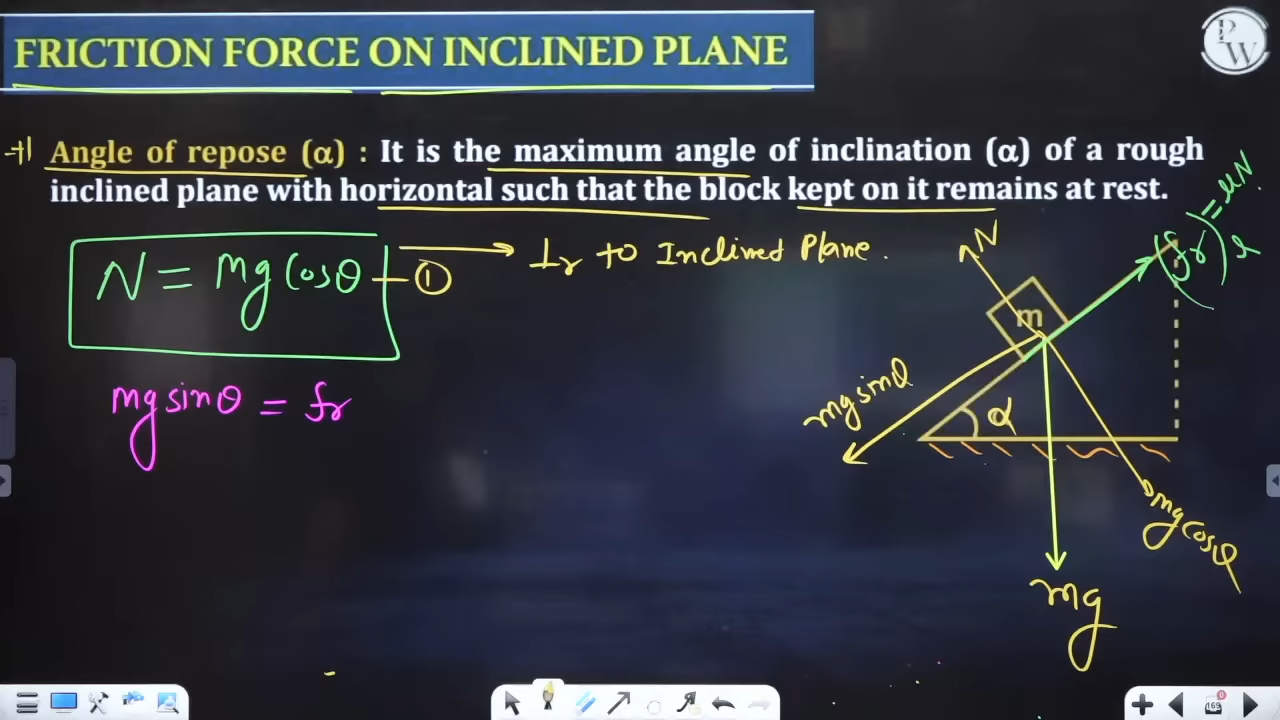 FRICTION FORCE ON INCLINED PLANE
PW
Angle of repose (α) : It is the maximum angle of inclination (α) of a rough
inclined plane with horizontal such that the block kept on it remains at rest.
N = mg cosθ — ① → ⊥r to Inclined Plane.
mg sinθ = fr
N
(fr)l = μN
m
mg sinθ
α
mg cosθ
mg
169